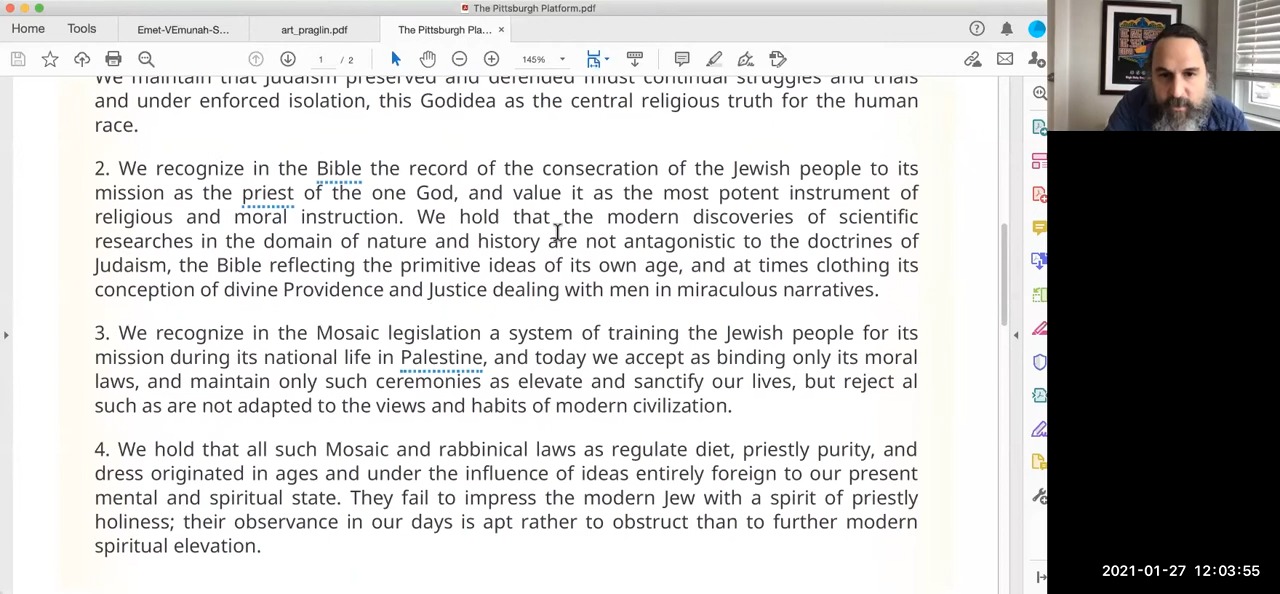 The Pittsburgh Platform.pdf
Home Tools Emet-VEmunah-S... art_praglin.pdf The Pittsburgh Pla... ×
1 / 2 145%
We maintain that Judaism preserved and defended midst continual struggles and trials
and under enforced isolation, this Godidea as the central religious truth for the human
race.
2. We recognize in the Bible the record of the consecration of the Jewish people to its
mission as the priest of the one God, and value it as the most potent instrument of
religious and moral instruction. We hold that the modern discoveries of scientific
researches in the domain of nature and history are not antagonistic to the doctrines of
Judaism, the Bible reflecting the primitive ideas of its own age, and at times clothing its
conception of divine Providence and Justice dealing with men in miraculous narratives.
3. We recognize in the Mosaic legislation a system of training the Jewish people for its
mission during its national life in Palestine, and today we accept as binding only its moral
laws, and maintain only such ceremonies as elevate and sanctify our lives, but reject al
such as are not adapted to the views and habits of modern civilization.
4. We hold that all such Mosaic and rabbinical laws as regulate diet, priestly purity, and
dress originated in ages and under the influence of ideas entirely foreign to our present
mental and spiritual state. They fail to impress the modern Jew with a spirit of priestly
holiness; their observance in our days is apt rather to obstruct than to further modern
spiritual elevation.
2021-01-27 12:03:55